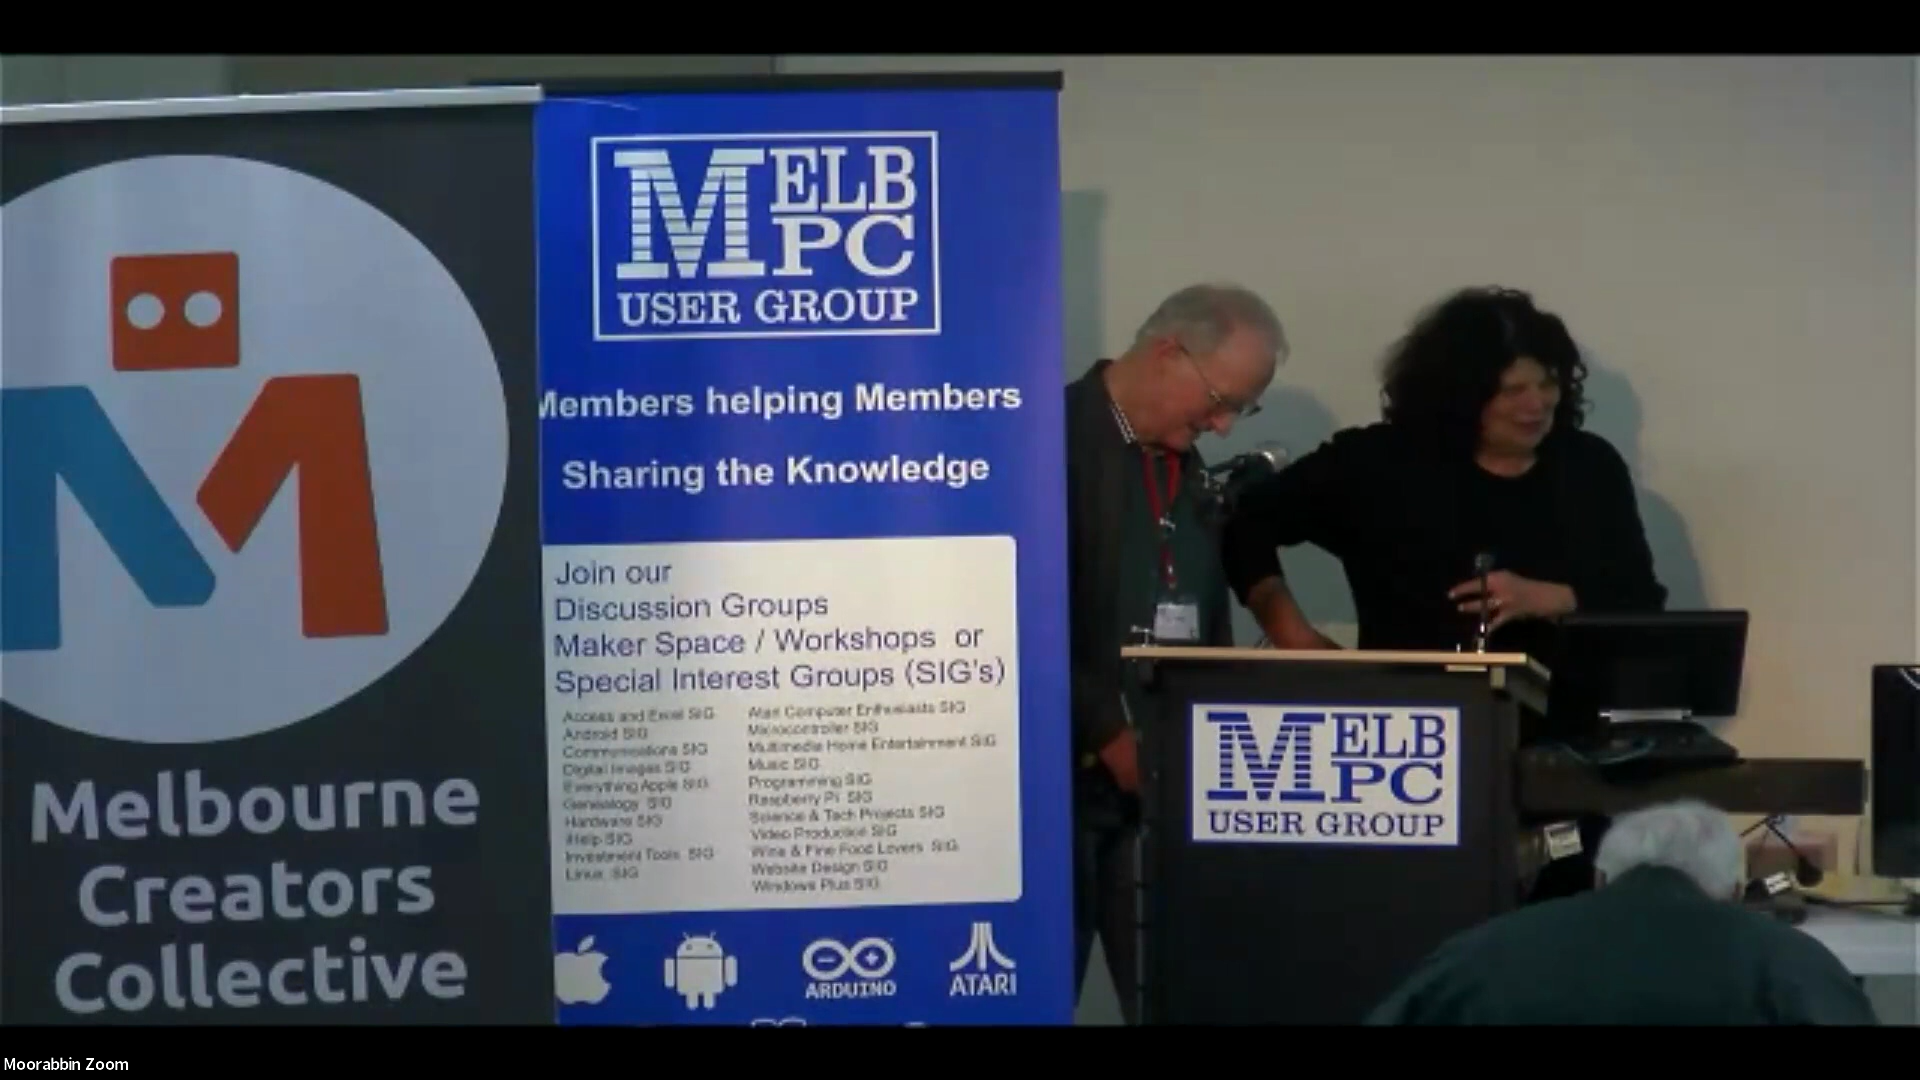 MELB
PC
USER GROUP
Members helping Members
Sharing the Knowledge
Join our
Discussion Groups
Maker Space / Workshops or
Special Interest Groups (SIG's)
Access and Excel SIG
Android SIG
Communications SIG
Digital Images SIG
Everything Apple SIG
Genealogy SIG
Hardware SIG
iHelp SIG
Investment Tools SIG
Linux SIG
Atari Computer Enthusiasts SIG
Microcontroller SIG
Multimedia Home Entertainment SIG
Music SIG
Programming SIG
Raspberry Pi SIG
Science & Tech Projects SIG
Video Production SIG
Wine & Fine Food Lovers SIG
Website Design SIG
Windows Plus SIG
ARDUINO
ATARI
Melbourne
Creators
Collective
MELB
PC
USER GROUP
Moorabbin Zoom